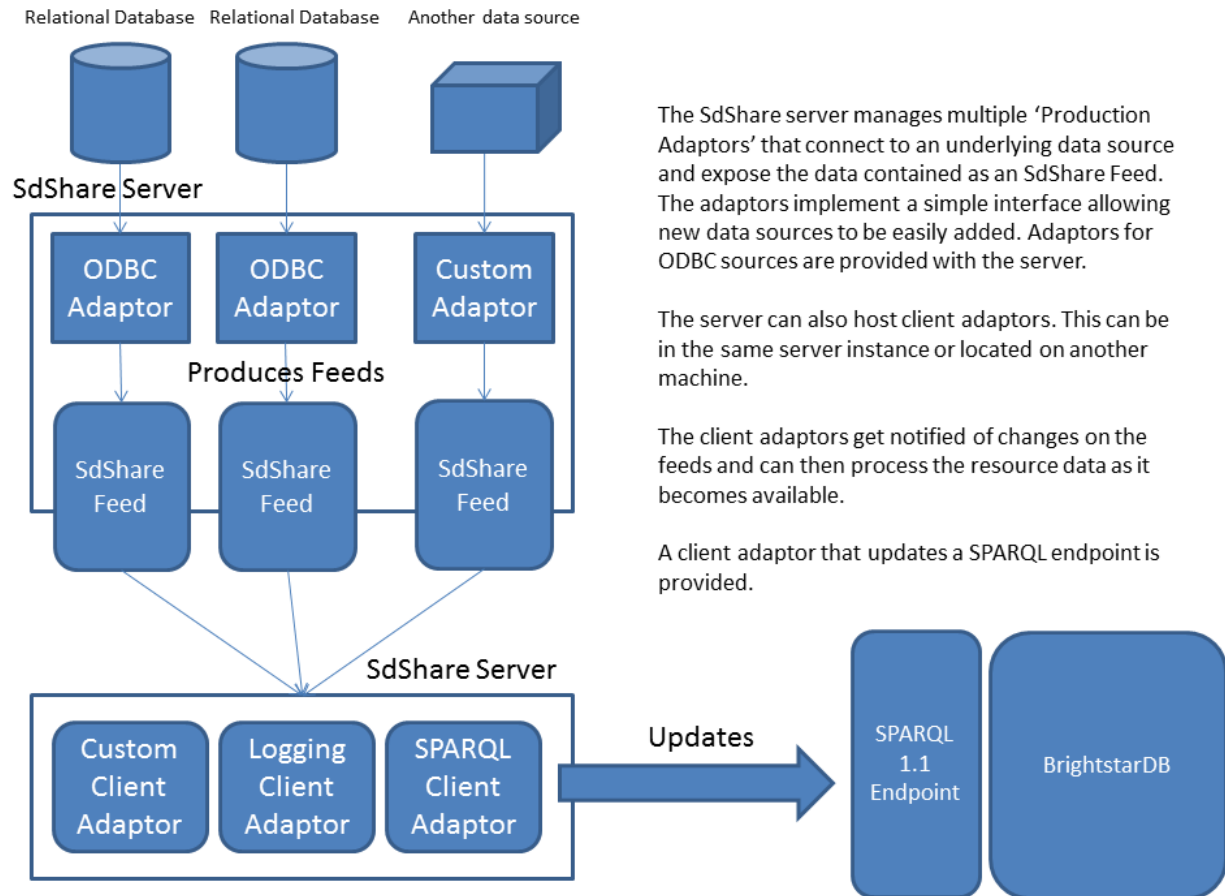 Relational Database
Relational Database
Another data source
The SdShare server manages multiple ‘Production
Adaptors’ that connect to an underlying data source
and expose the data contained as an SdShare Feed.
The adaptors implement a simple interface allowing
new data sources to be easily added. Adaptors for
ODBC sources are provided with the server.
The server can also host client adaptors. This can be
in the same server instance or located on another
machine.
The client adaptors get notified of changes on the
feeds and can then process the resource data as it
becomes available.
A client adaptor that updates a SPARQL endpoint is
provided.
SdShare Server
ODBC
Adaptor
ODBC
Adaptor
Custom
Adaptor
Produces Feeds
SdShare
Feed
SdShare
Feed
SdShare
Feed
SdShare Server
Custom
Client
Adaptor
Logging
Client
Adaptor
SPARQL
Client
Adaptor
Updates
SPARQL
1.1
Endpoint
BrightstarDB